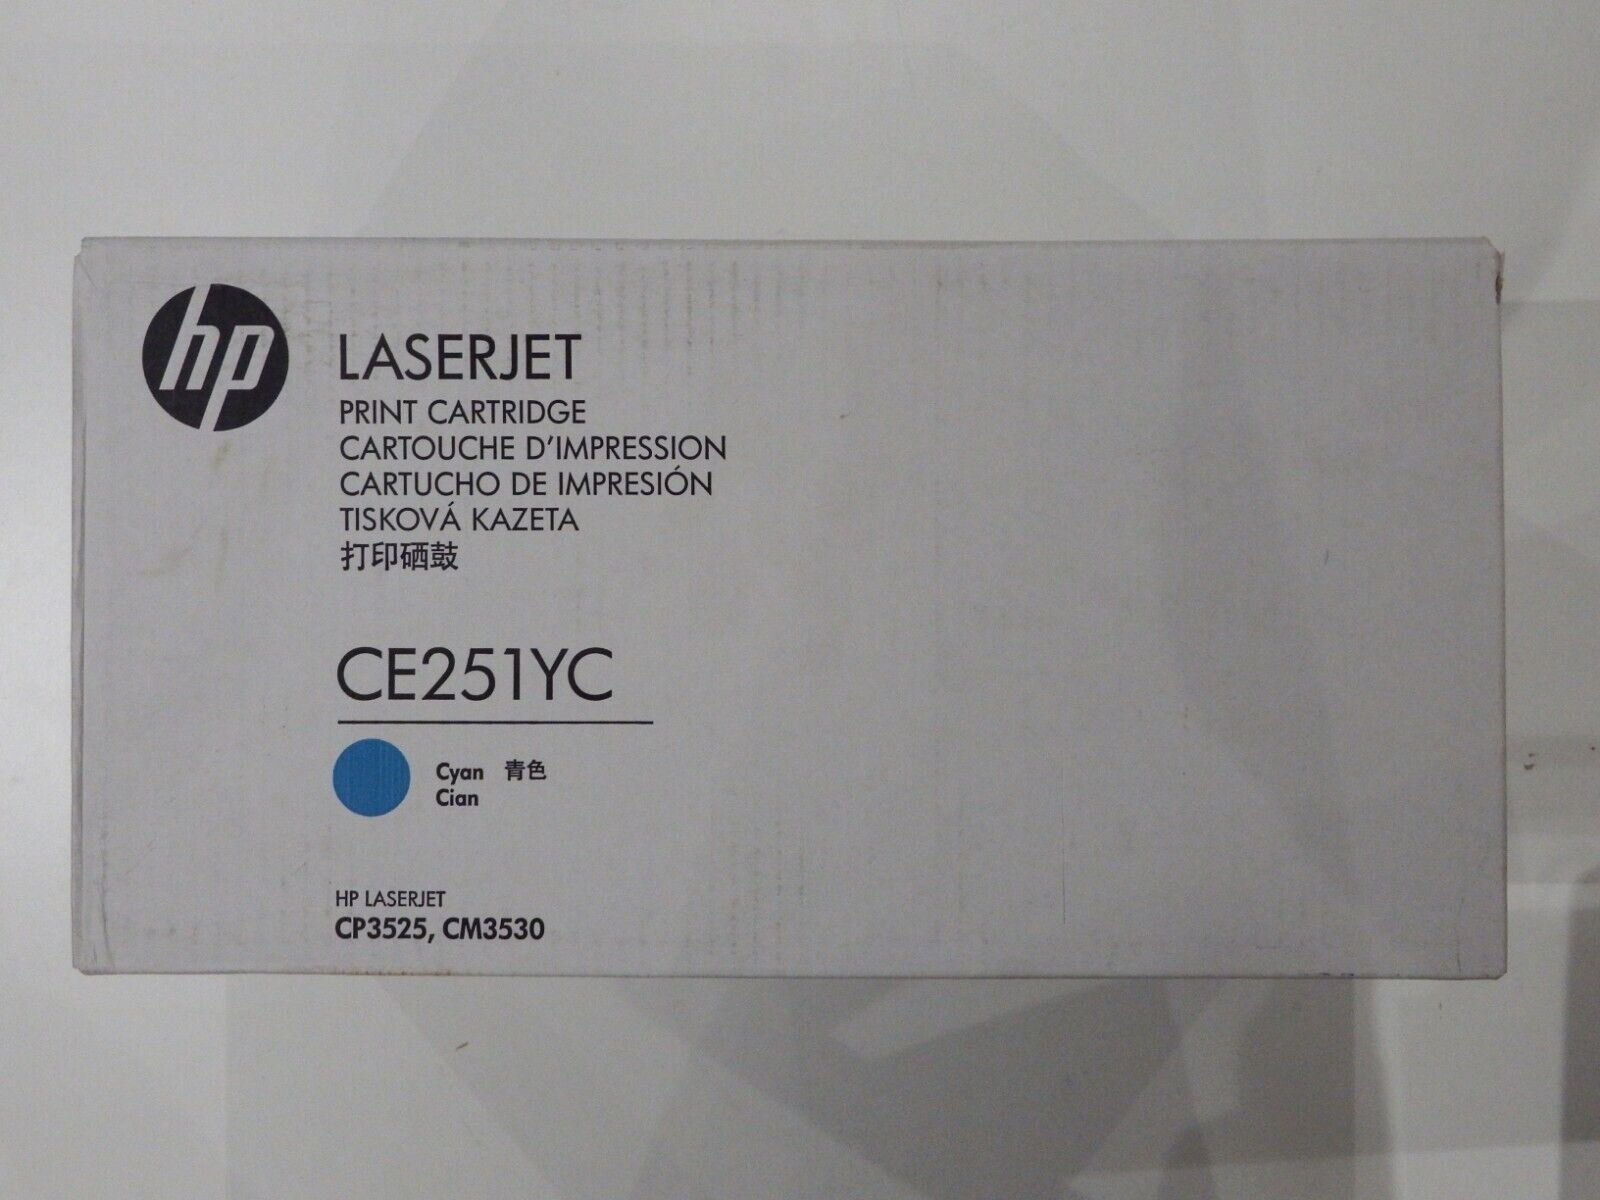 hp
LASERJET
PRINT CARTRIDGE
CARTOUCHE D'IMPRESSION
CARTUCHO DE IMPRESIÓN
TISKOVÁ KAZETA
打印硒鼓
CE251YC
Cyan 青色
Cian
HP LASERJET
CP3525, CM3530